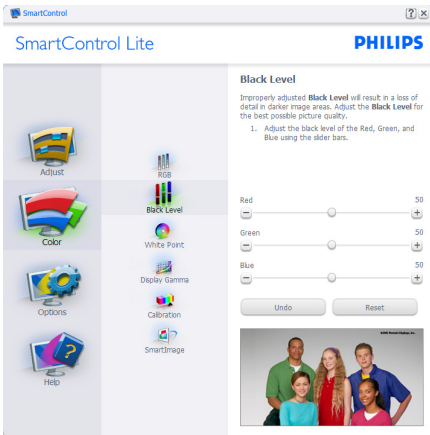 SmartControl
SmartControl Lite
PHILIPS
Adjust
Color
Options
Help
RGB
Black Level
White Point
Display Gamma
Calibration
SmartImage
Black Level
Improperly adjusted Black Level will result in a loss of
detail in darker image areas. Adjust the Black Level for
the best possible picture quality.
1. Adjust the black level of the Red, Green, and
Blue using the slider bars.
Red 50
Green 50
Blue 50
Undo Reset